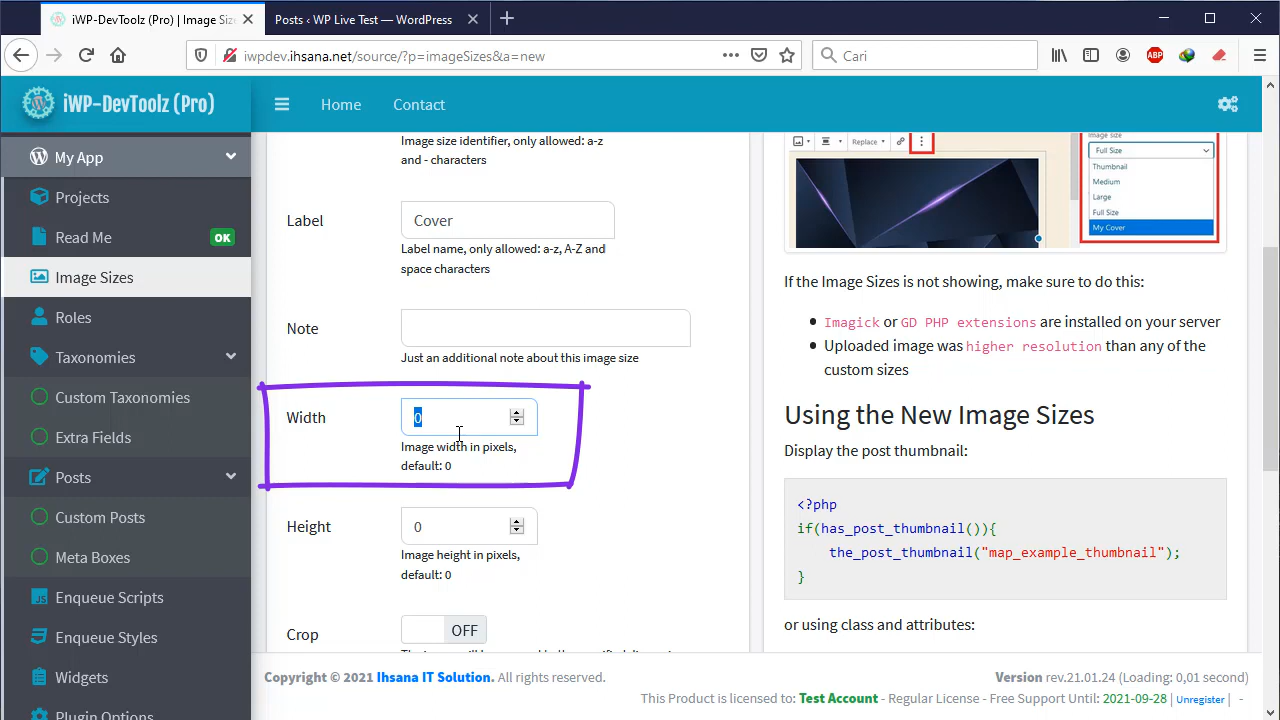 iWP-DevToolz (Pro) | Image Size
Posts ‹ WP Live Test — WordPress
iwpdev.ihsana.net/source/?p=imageSizes&a=new
Cari
ABP
iWP-DevToolz (Pro)
Home
Contact
My App
Projects
Read Me
OK
Image Sizes
Roles
Taxonomies
Custom Taxonomies
Extra Fields
Posts
Custom Posts
Meta Boxes
Enqueue Scripts
Enqueue Styles
Widgets
Plugin Options
Image size identifier, only allowed: a-z
and - characters
Label
Cover
Label name, only allowed: a-z, A-Z and
space characters
Note
Just an additional note about this image size
Width
0
Image width in pixels,
default: 0
Height
0
Image height in pixels,
default: 0
Crop
OFF
Replace
Image size
Full Size
Thumbnail
Medium
Large
Full Size
My Cover
If the Image Sizes is not showing, make sure to do this:
Imagick or GD PHP extensions are installed on your server
Uploaded image was higher resolution than any of the
custom sizes
Using the New Image Sizes
Display the post thumbnail:
<?php
if(has_post_thumbnail()){
the_post_thumbnail("map_example_thumbnail");
}
or using class and attributes:
Copyright © 2021 Ihsana IT Solution. All rights reserved.
Version rev.21.01.24 (Loading: 0,01 second)
This Product is licensed to: Test Account - Regular License - Free Support Until: 2021-09-28 | Unregister | -